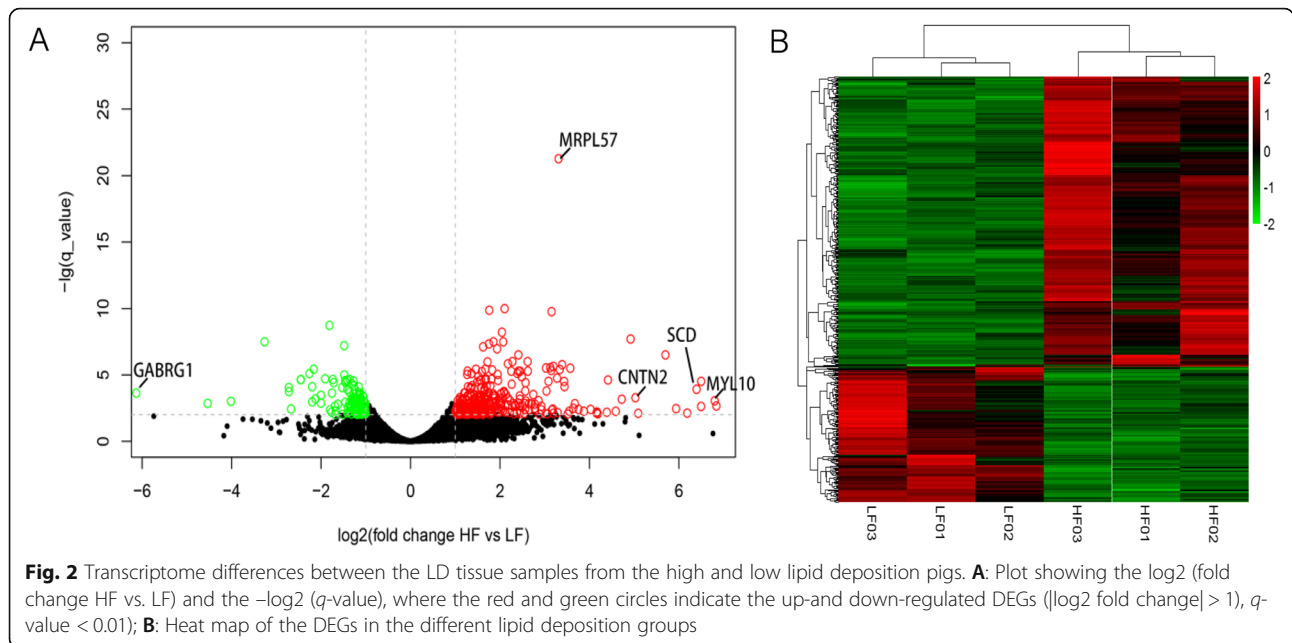 A
30
25
20
15
10
5
0
−lg(q_value)
MRPL57
GABRG1
SCD
CNTN2
MYL10
−6
−4
−2
0
2
4
6
log2(fold change HF vs LF)
B
2
1
0
-1
-2
LF03
LF01
LF02
HF03
HF01
HF02
Fig. 2 Transcriptome differences between the LD tissue samples from the high and low lipid deposition pigs. A: Plot showing the log2 (fold
change HF vs. LF) and the –log2 (q-value), where the red and green circles indicate the up-and down-regulated DEGs (|log2 fold change| > 1), q-
value < 0.01); B: Heat map of the DEGs in the different lipid deposition groups